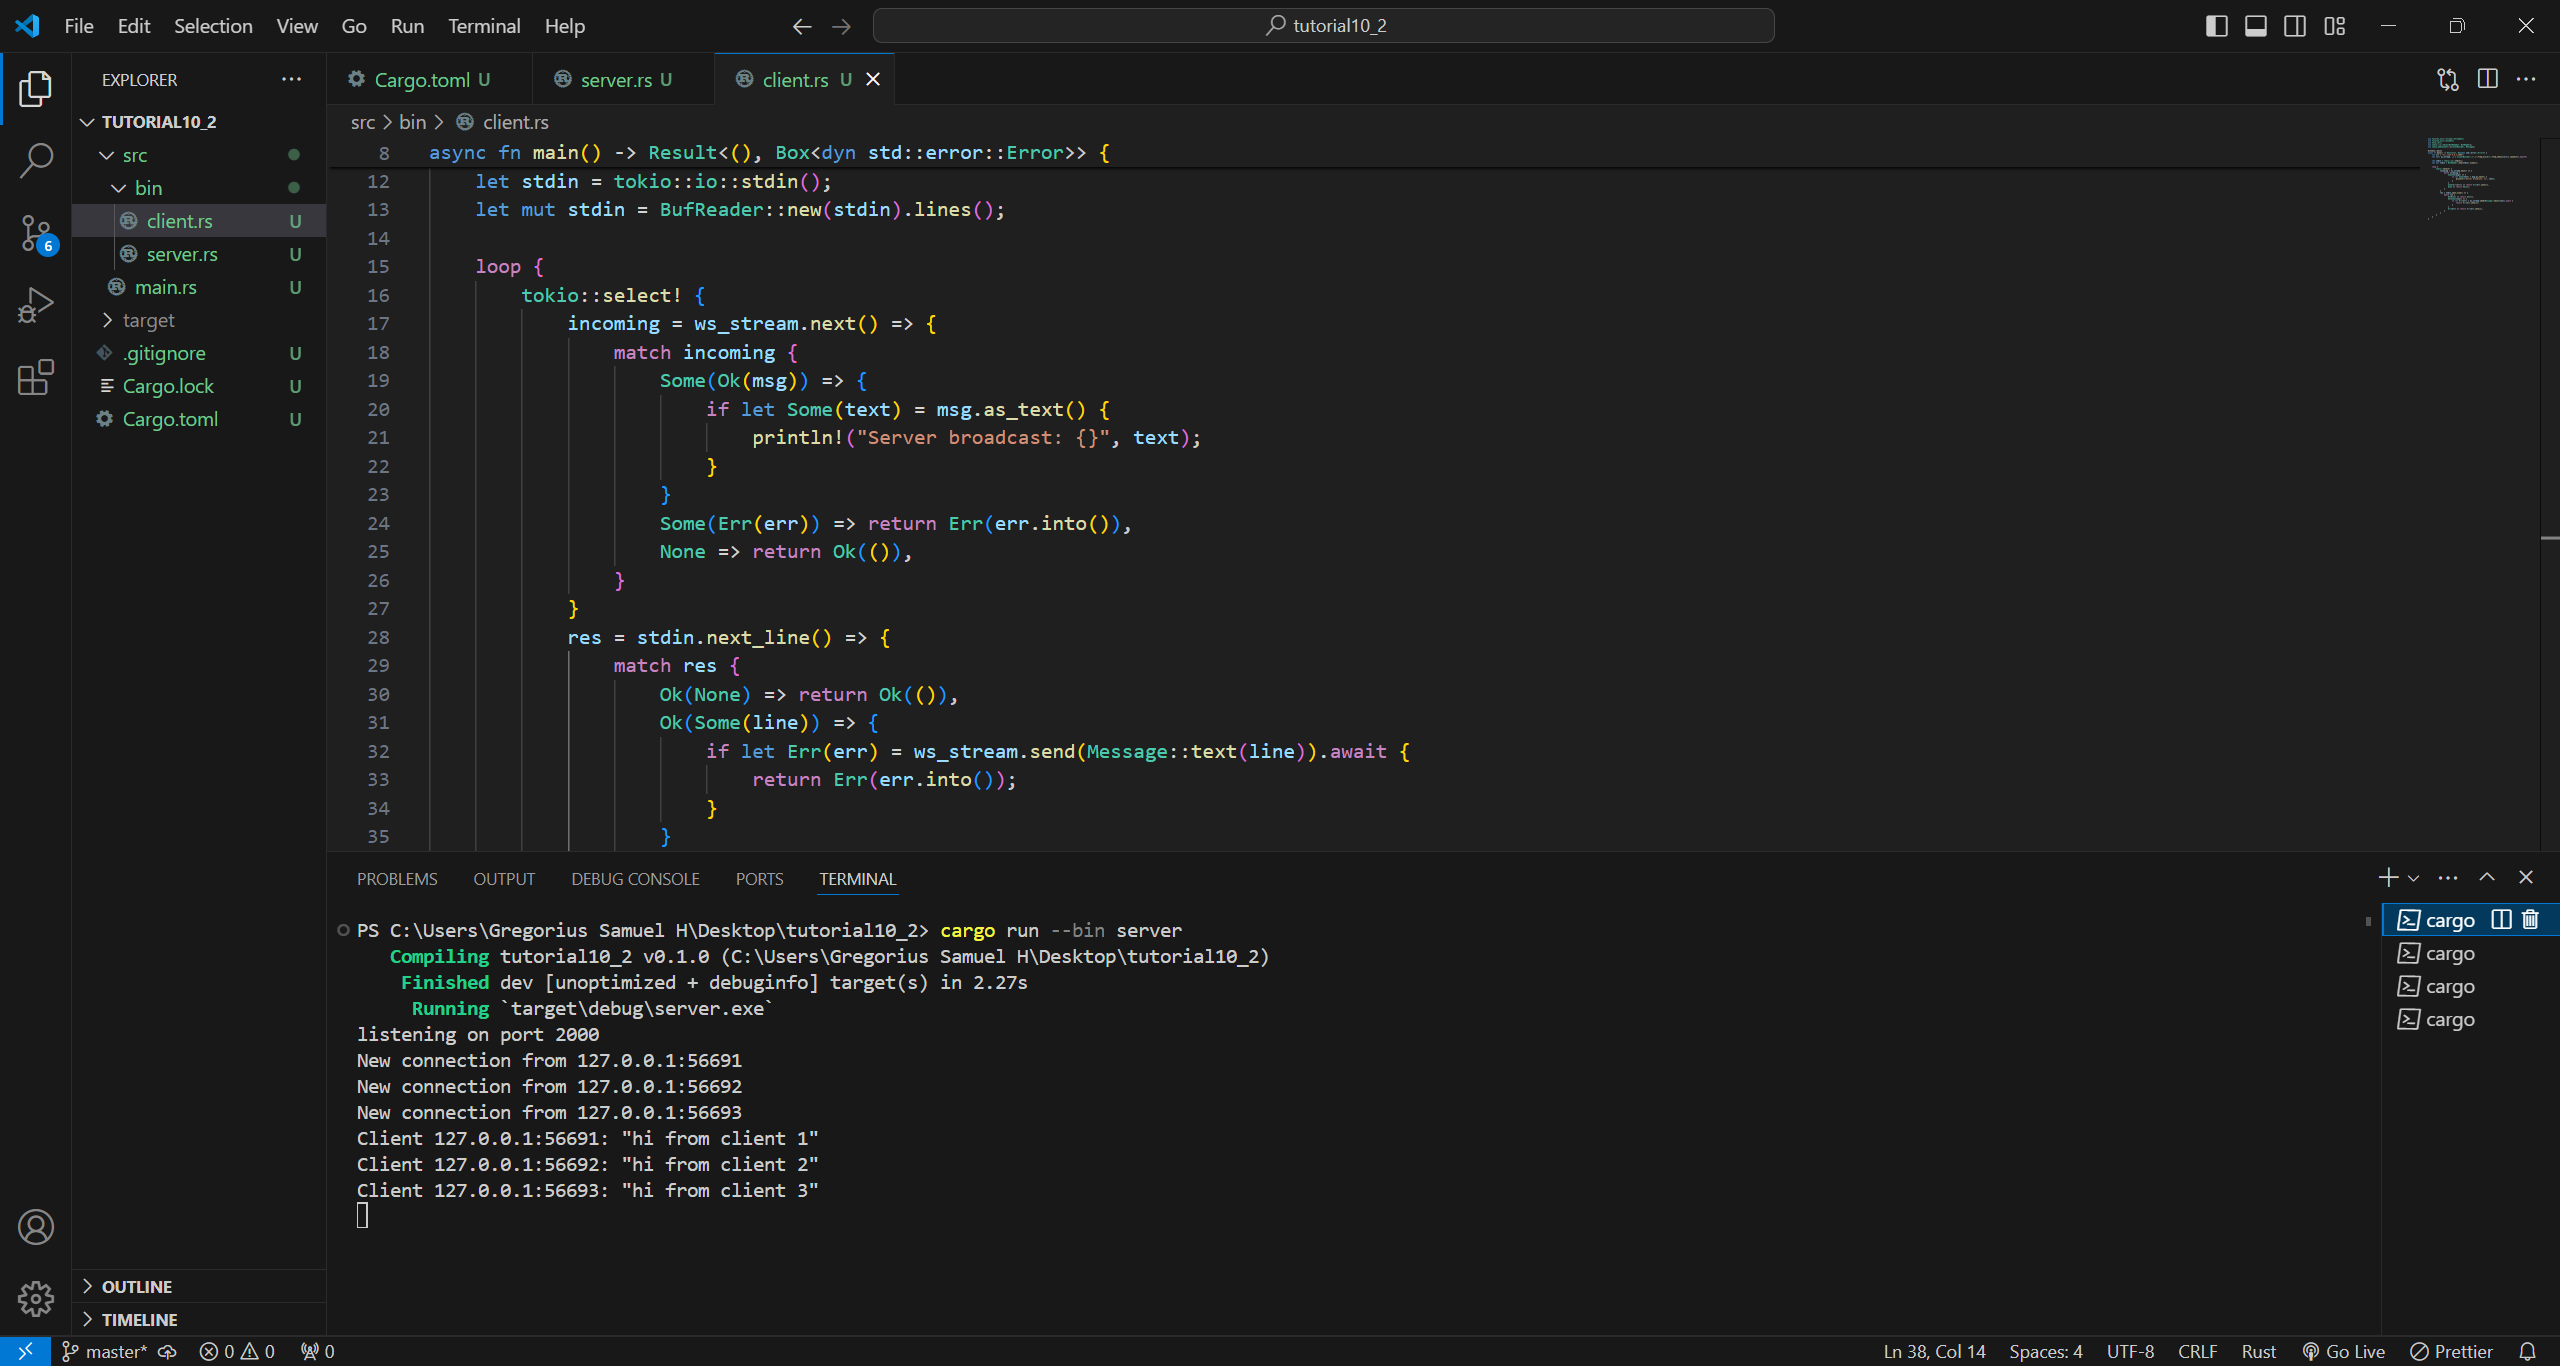 File Edit Selection View Go Run Terminal Help
tutorial10_2
EXPLORER
TUTORIAL10_2
src
bin
client.rs U
server.rs U
main.rs U
target
.gitignore U
Cargo.lock U
Cargo.toml U
6
OUTLINE
TIMELINE
Cargo.toml U
server.rs U
client.rs U
src > bin > client.rs
8 async fn main() -> Result<(), Box<dyn std::error::Error>> {
12 let stdin = tokio::io::stdin();
13 let mut stdin = BufReader::new(stdin).lines();
14
15 loop {
16 tokio::select! {
17 incoming = ws_stream.next() => {
18 match incoming {
19 Some(Ok(msg)) => {
20 if let Some(text) = msg.as_text() {
21 println!("Server broadcast: {}", text);
22 }
23 }
24 Some(Err(err)) => return Err(err.into()),
25 None => return Ok(()),
26 }
27 }
28 res = stdin.next_line() => {
29 match res {
30 Ok(None) => return Ok(()),
31 Ok(Some(line)) => {
32 if let Err(err) = ws_stream.send(Message::text(line)).await {
33 return Err(err.into());
34 }
35 }
PROBLEMS OUTPUT DEBUG CONSOLE PORTS TERMINAL
PS C:\Users\Gregorius Samuel H\Desktop\tutorial10_2> cargo run --bin server
Compiling tutorial10_2 v0.1.0 (C:\Users\Gregorius Samuel H\Desktop\tutorial10_2)
Finished dev [unoptimized + debuginfo] target(s) in 2.27s
Running `target\debug\server.exe`
listening on port 2000
New connection from 127.0.0.1:56691
New connection from 127.0.0.1:56692
New connection from 127.0.0.1:56693
Client 127.0.0.1:56691: "hi from client 1"
Client 127.0.0.1:56692: "hi from client 2"
Client 127.0.0.1:56693: "hi from client 3"
cargo
cargo
cargo
cargo
master* 0 0 0
Ln 38, Col 14 Spaces: 4 UTF-8 CRLF Rust Go Live Prettier